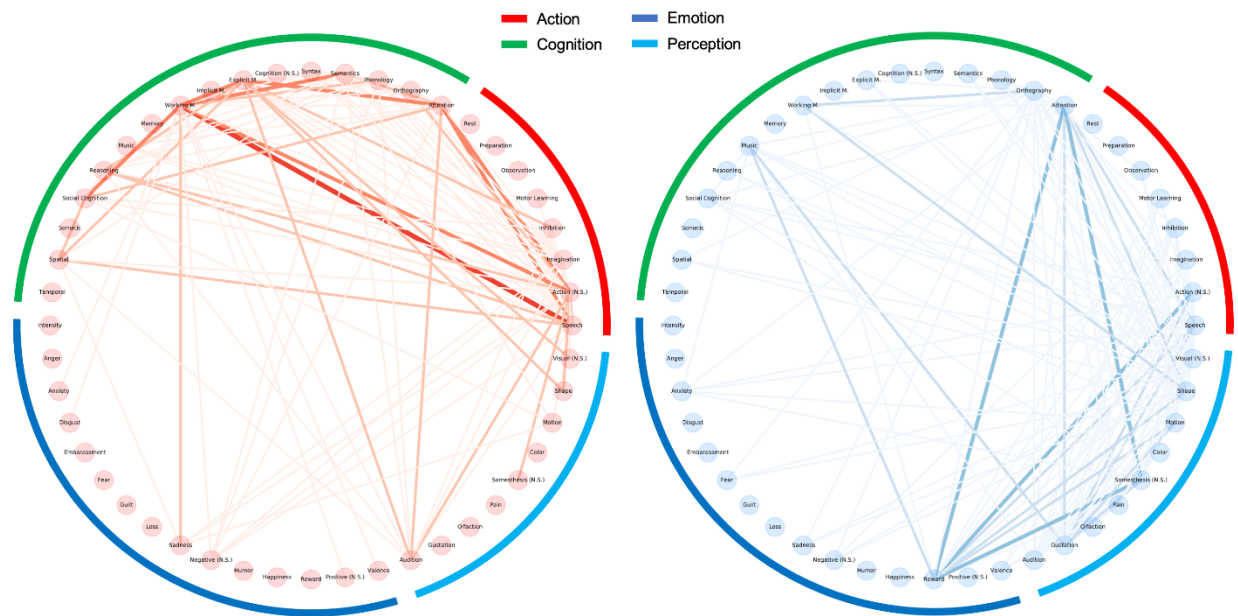 Action
Emotion
Cognition
Perception
Syntax
Cognition (N.S.)
Semantics
Explicit M.
Phonology
Implicit M.
Orthography
Working M.
Attention
Memory
Rest
Music
Preparation
Reasoning
Observation
Social Cognition
Motor Learning
Somatic
Inhibition
Spatial
Imagination
Temporal
Action (N.S.)
Intensity
Speech
Anger
Visual (N.S.)
Anxiety
Shape
Disgust
Motion
Embarassment
Color
Fear
Somesthesis (N.S.)
Guilt
Pain
Loss
Olfaction
Sadness
Gustation
Negative (N.S.)
Audition
Humor
Valence
Happiness
Reward
Positive (N.S.)
Syntax
Cognition (N.S.)
Semantics
Explicit M.
Phonology
Implicit M.
Orthography
Working M.
Attention
Memory
Rest
Music
Preparation
Reasoning
Observation
Social Cognition
Motor Learning
Somatic
Inhibition
Spatial
Imagination
Temporal
Action (N.S.)
Intensity
Speech
Anger
Visual (N.S.)
Anxiety
Shape
Disgust
Motion
Embarassment
Color
Fear
Somesthesis (N.S.)
Guilt
Pain
Loss
Olfaction
Sadness
Gustation
Negative (N.S.)
Audition
Humor
Valence
Happiness
Reward
Positive (N.S.)